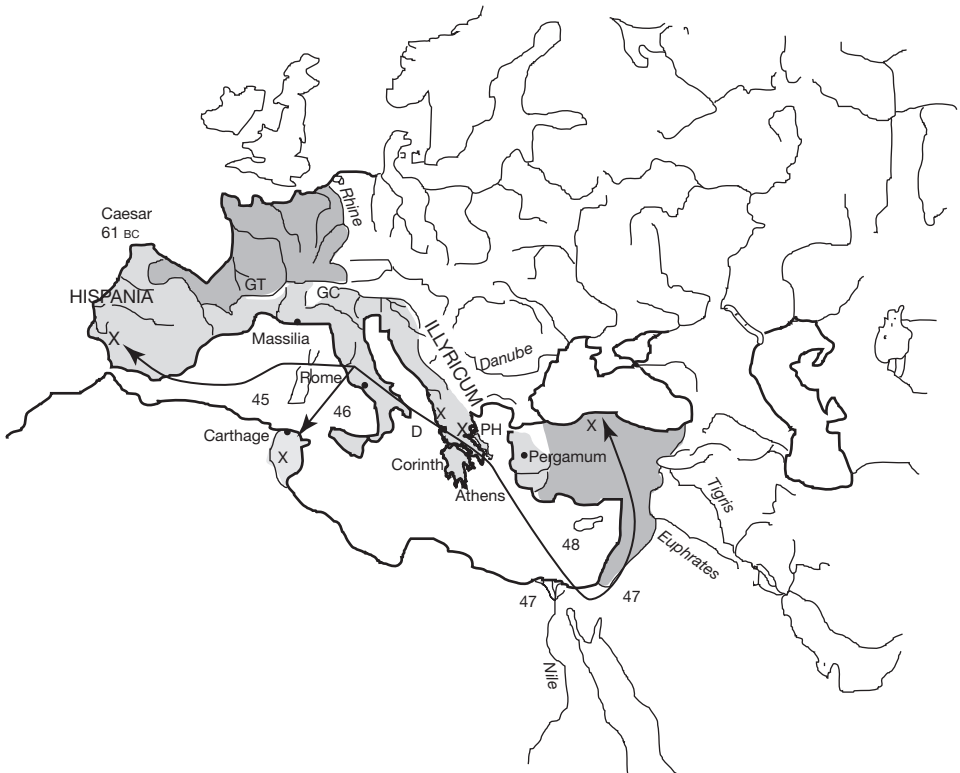 Caesar
61 BC
Rhine
HISPANIA
GT
GC
X
Massilia
ILLYRICUM
Danube
Rome
45
46
X
X
X
D
PH
Carthage
X
Corinth
Pergamum
Athens
Tigris
48
Euphrates
47
47
Nile